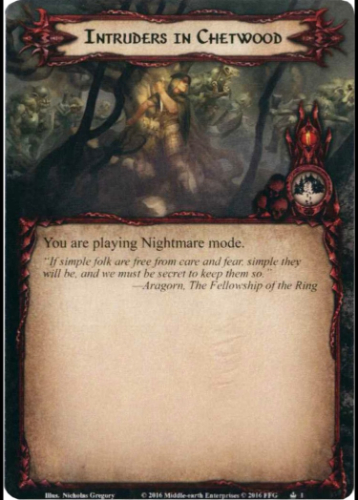 INTRUDERS IN CHETWOOD
You are playing Nightmare mode.
"If simple folk are free from care and fear, simple they
will be, and we must be secret to keep them so."
—Aragorn, The Fellowship of the Ring
Illus. Nicholas Gregory © 2016 Middle-earth Enterprises © 2016 FFG 1